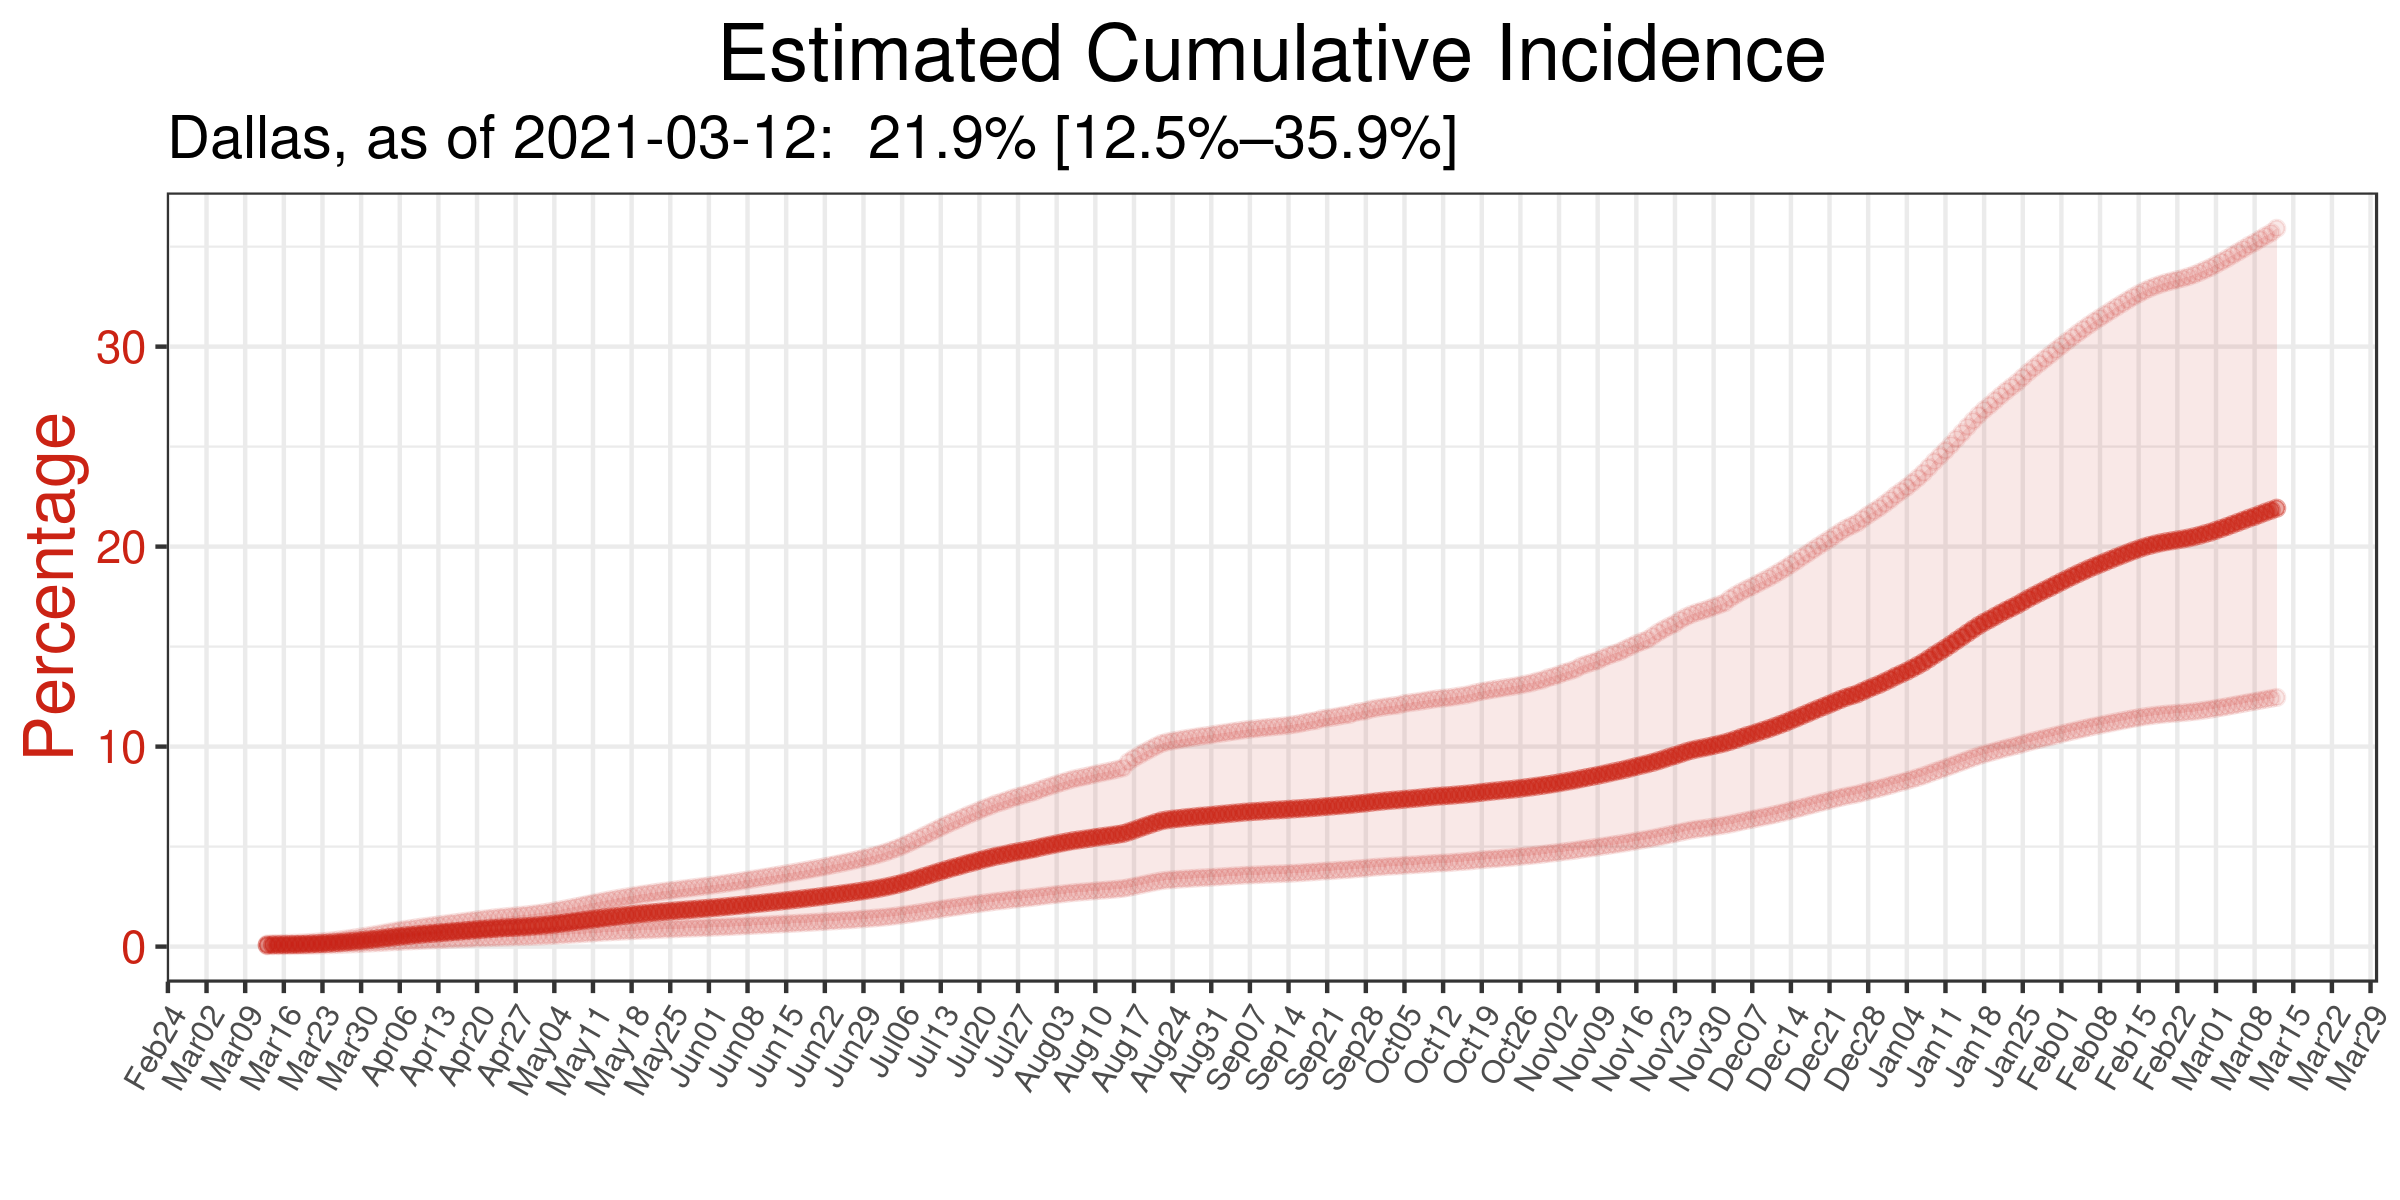 Estimated Cumulative Incidence
Dallas, as of 2021-03-12:  21.9% [12.5%–35.9%]
Percentage
30
20
10
0
Feb24
Mar02
Mar09
Mar16
Mar23
Mar30
Apr06
Apr13
Apr20
Apr27
May04
May11
May18
May25
Jun01
Jun08
Jun15
Jun22
Jun29
Jul06
Jul13
Jul20
Jul27
Aug03
Aug10
Aug17
Aug24
Aug31
Sep07
Sep14
Sep21
Sep28
Oct05
Oct12
Oct19
Oct26
Nov02
Nov09
Nov16
Nov23
Nov30
Dec07
Dec14
Dec21
Dec28
Jan04
Jan11
Jan18
Jan25
Feb01
Feb08
Feb15
Feb22
Mar01
Mar08
Mar15
Mar22
Mar29